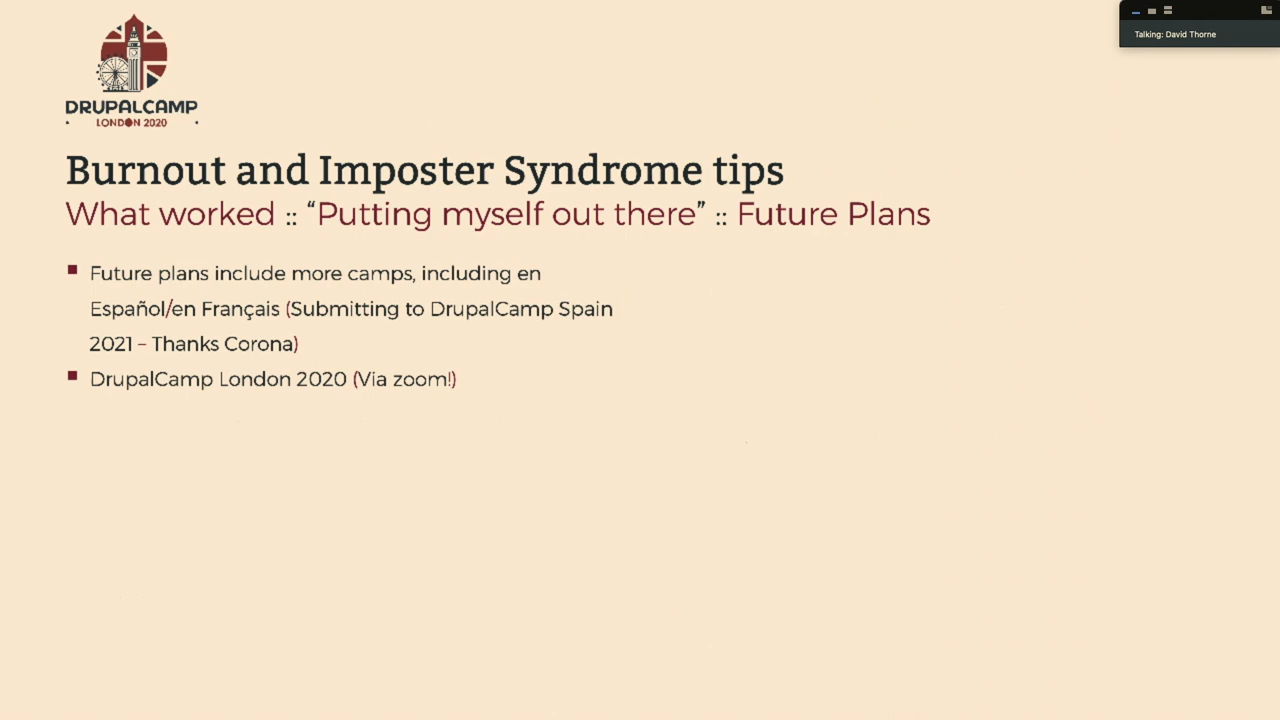 Talking: David Thorne
DRUPALCAMP
LONDON 2020
Burnout and Imposter Syndrome tips
What worked :: “Putting myself out there” :: Future Plans
Future plans include more camps, including en
Español/en Français (Submitting to DrupalCamp Spain
2021 – Thanks Corona)
DrupalCamp London 2020 (Via zoom!)